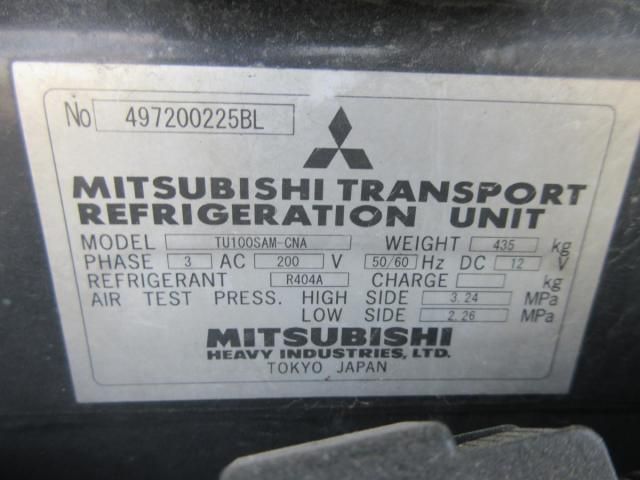 No 497200225BL
MITSUBISHI TRANSPORT
REFRIGERATION UNIT
MODEL TU100SAM-CNA WEIGHT 435 kg
PHASE 3 AC 200 V 50/60 Hz DC 12 V
REFRIGERANT R404A CHARGE kg
AIR TEST PRESS. HIGH SIDE 3.24 MPa
LOW SIDE 2.26 MPa
MITSUBISHI
HEAVY INDUSTRIES, LTD.
TOKYO JAPAN